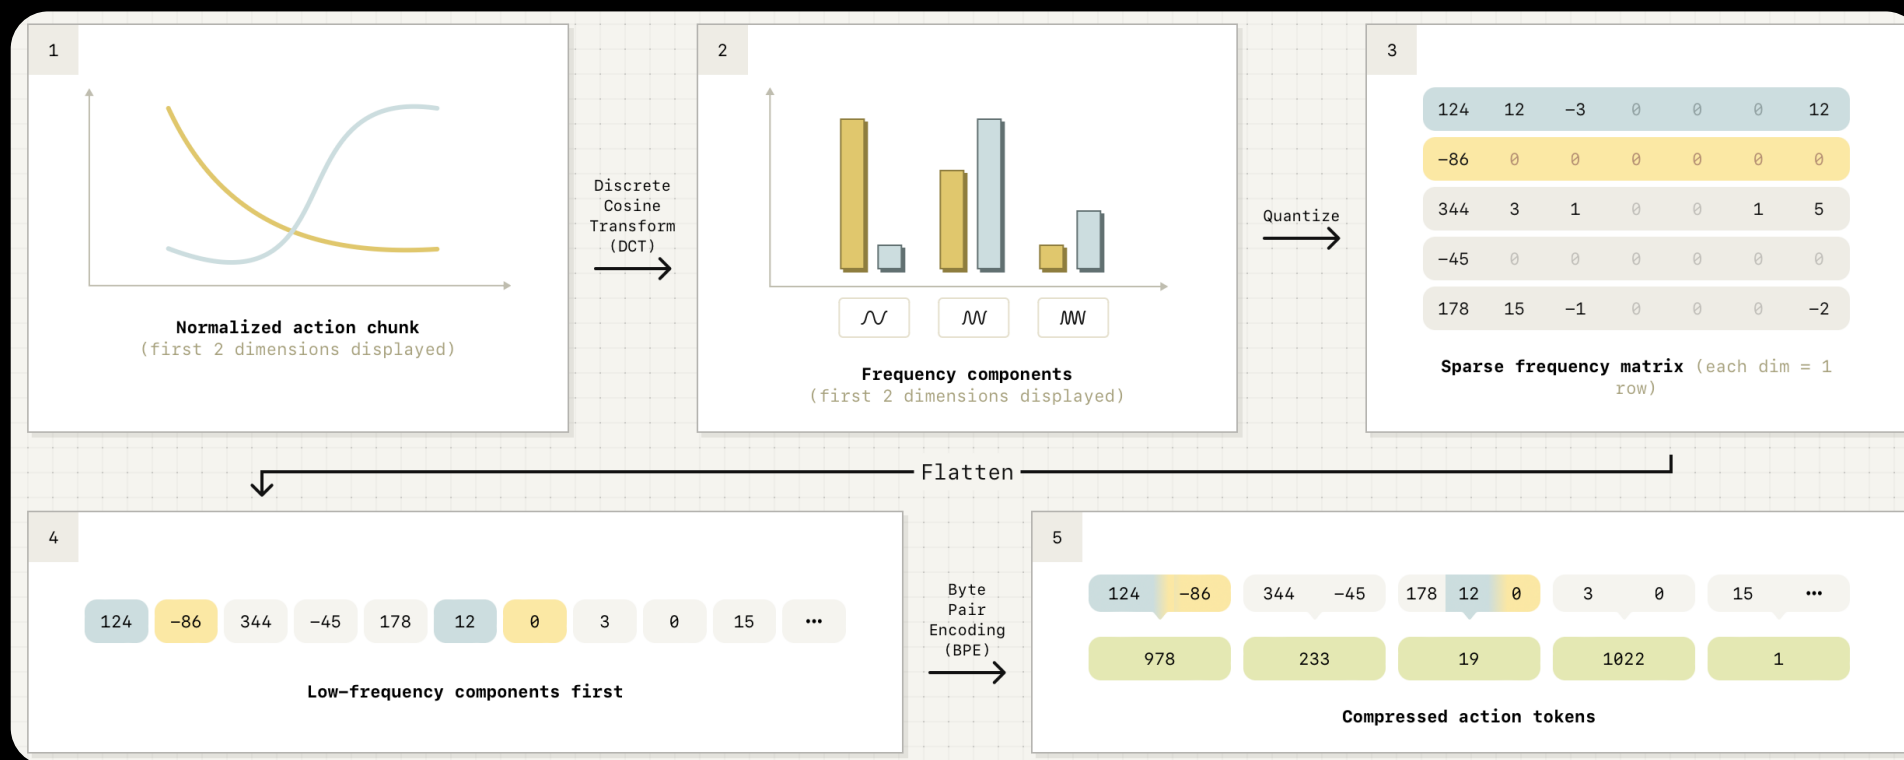 1
Normalized action chunk
(first 2 dimensions displayed)
Discrete
Cosine
Transform
(DCT)
2
Frequency components
(first 2 dimensions displayed)
Quantize
3
124 12 −3 0 0 0 12
−86 0 0 0 0 0 0
344 3 1 0 0 1 5
−45 0 0 0 0 0 0
178 15 −1 0 0 0 −2
Sparse frequency matrix (each dim = 1
row)
Flatten
4
124 −86 344 −45 178 12 0 3 0 15 •••
Low−frequency components first
Byte
Pair
Encoding
(BPE)
5
124 −86 344 −45 178 12 0 3 0 15 •••
978 233 19 1022 1
Compressed action tokens